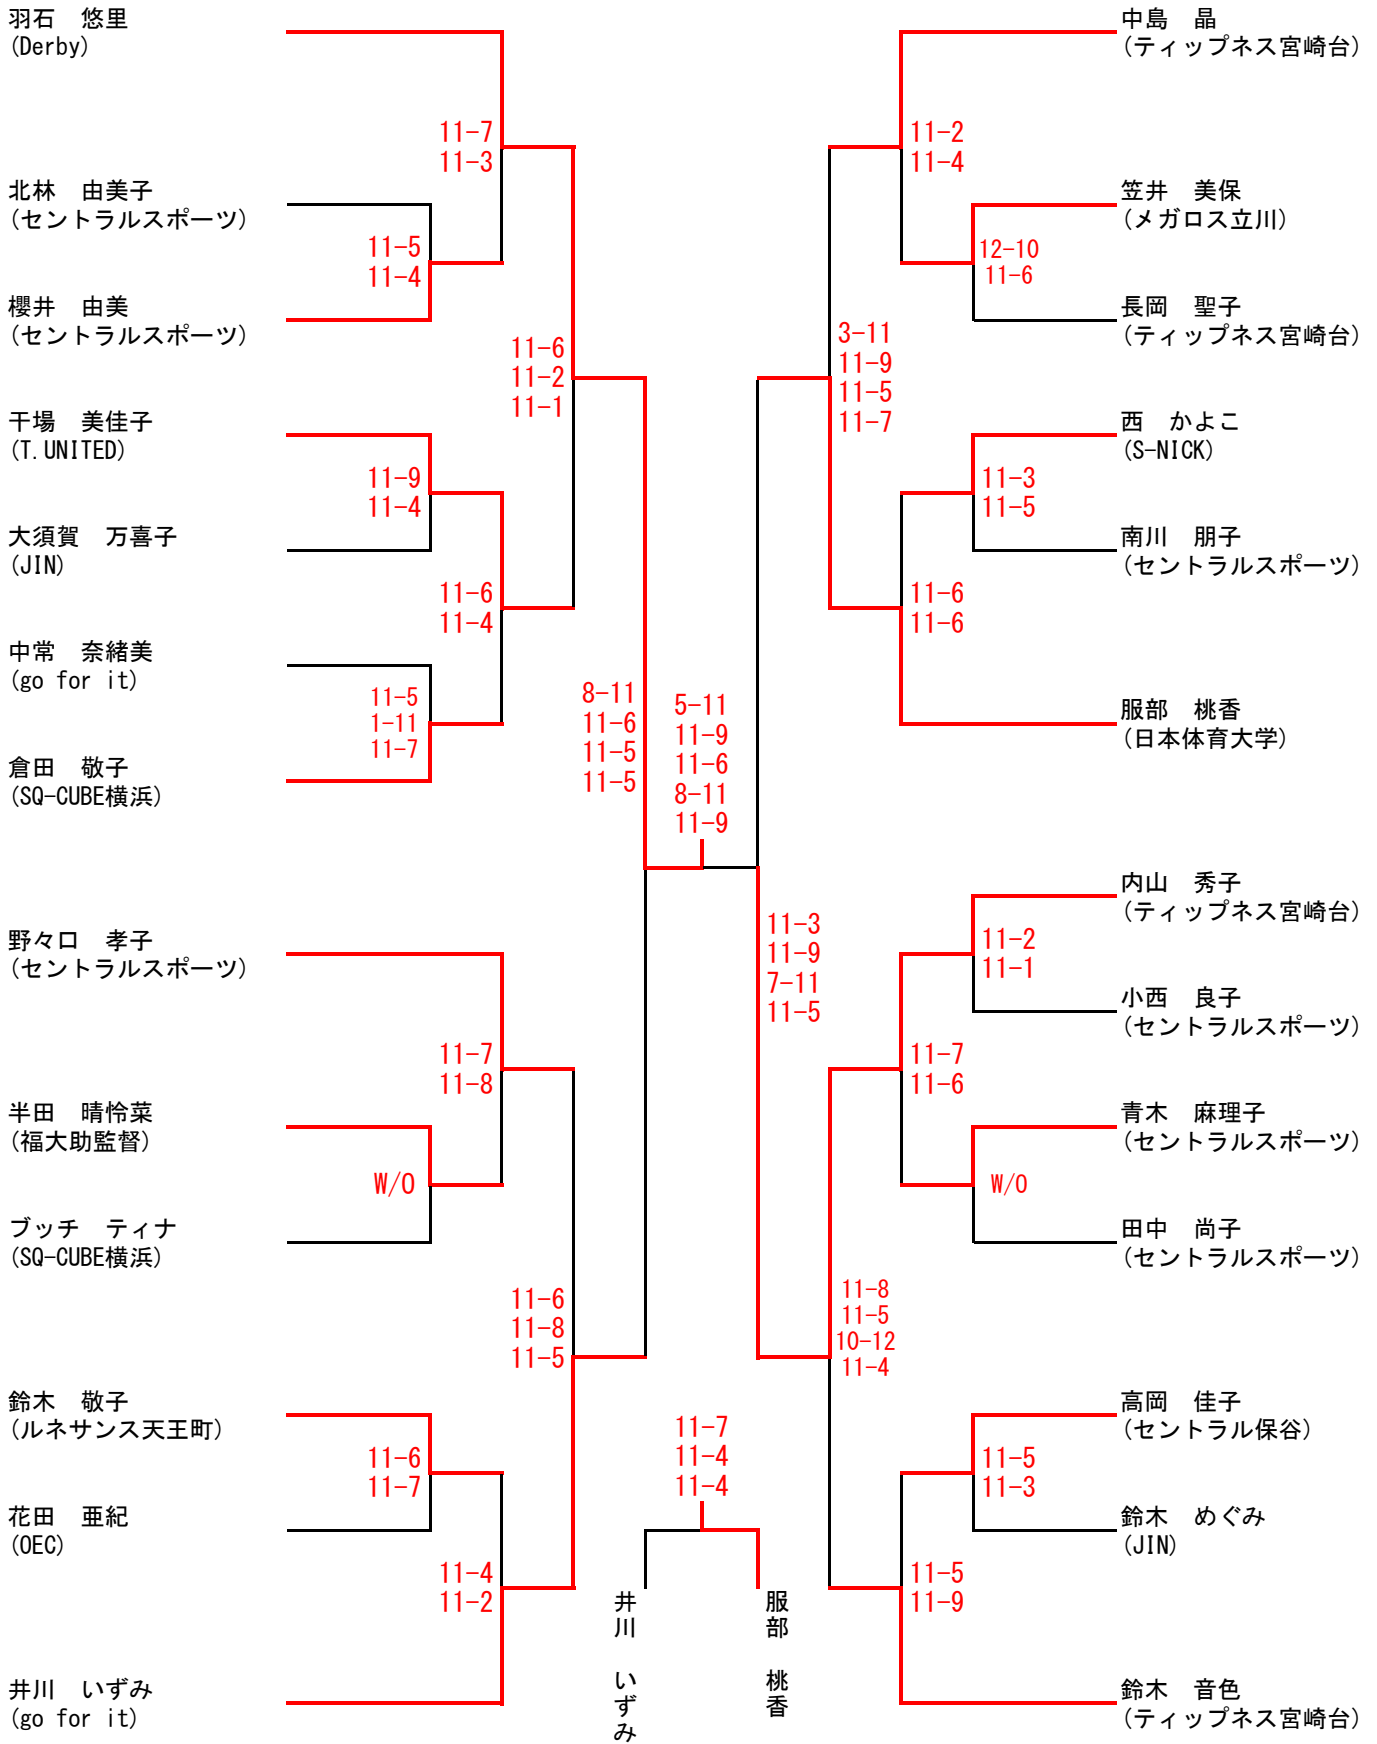 羽石　悠里
(Derby)
11-7
11-3
北林　由美子
(セントラルスポーツ)
11-5
11-4
櫻井　由美
(セントラルスポーツ)
11-6
11-2
11-1
干場　美佳子
(T.UNITED)
11-9
11-4
大須賀　万喜子
(JIN)
11-6
11-4
中常　奈緒美
(go for it)
11-5
1-11
11-7
倉田　敬子
(SQ-CUBE横浜)
8-11
11-6
11-5
11-5
野々口　孝子
(セントラルスポーツ)
11-7
11-8
半田　晴怜菜
(福大助監督)
W/O
ブッチ　ティナ
(SQ-CUBE横浜)
11-6
11-8
11-5
鈴木　敬子
(ルネサンス天王町)
11-6
11-7
花田　亜紀
(OEC)
11-4
11-2
井川　いずみ
(go for it)
5-11
11-9
11-6
8-11
11-9
11-7
11-4
11-4
井川　いずみ
服部　桃香
中島　晶
(ティップネス宮崎台)
11-2
11-4
笠井　美保
(メガロス立川)
12-10
11-6
長岡　聖子
(ティップネス宮崎台)
3-11
11-9
11-5
11-7
西　かよこ
(S-NICK)
11-3
11-5
南川　朋子
(セントラルスポーツ)
11-6
11-6
服部　桃香
(日本体育大学)
11-3
11-9
7-11
11-5
内山　秀子
(ティップネス宮崎台)
11-2
11-1
小西　良子
(セントラルスポーツ)
11-7
11-6
青木　麻理子
(セントラルスポーツ)
W/O
田中　尚子
(セントラルスポーツ)
11-8
11-5
10-12
11-4
高岡　佳子
(セントラル保谷)
11-5
11-3
鈴木　めぐみ
(JIN)
11-5
11-9
鈴木　音色
(ティップネス宮崎台)